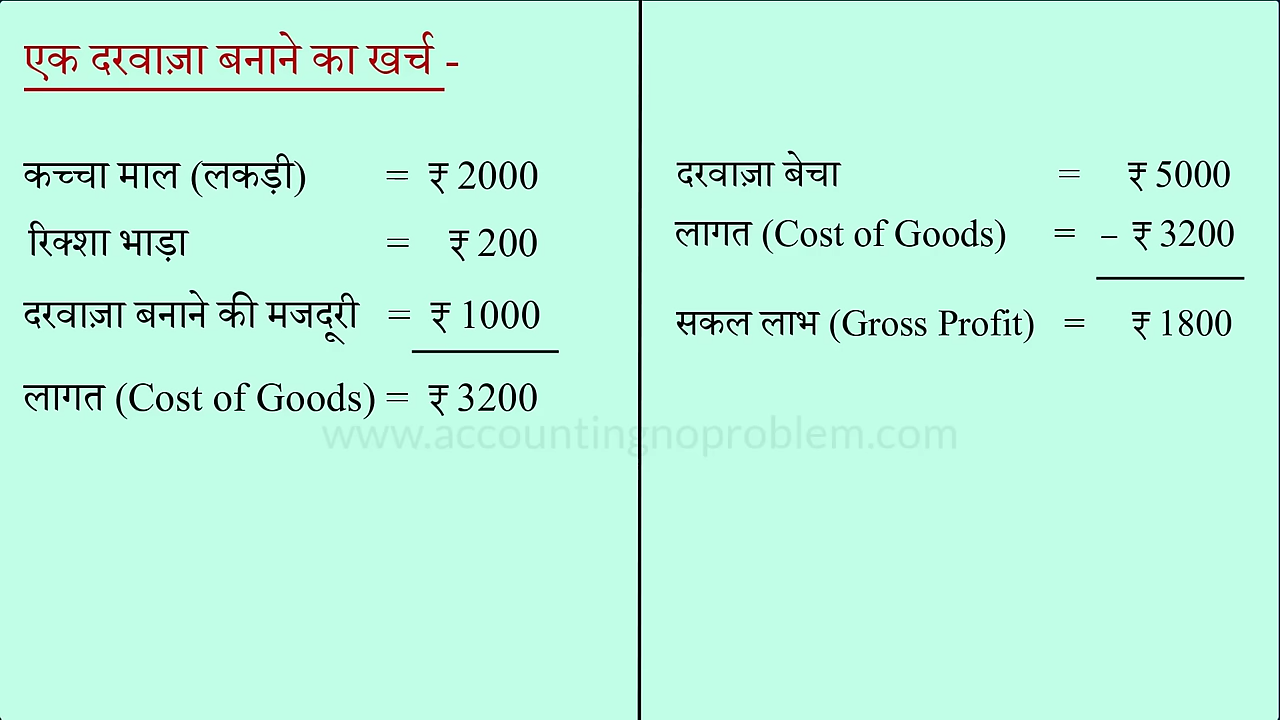 एक दरवाज़ा बनाने का खर्च -
कच्चा माल (लकड़ी) = ₹ 2000
रिक्शा भाड़ा = ₹ 200
दरवाज़ा बनाने की मजदूरी = ₹ 1000
लागत (Cost of Goods) = ₹ 3200
दरवाज़ा बेचा = ₹ 5000
लागत (Cost of Goods) = – ₹ 3200
सकल लाभ (Gross Profit) = ₹ 1800
www.accountingnoproblem.com